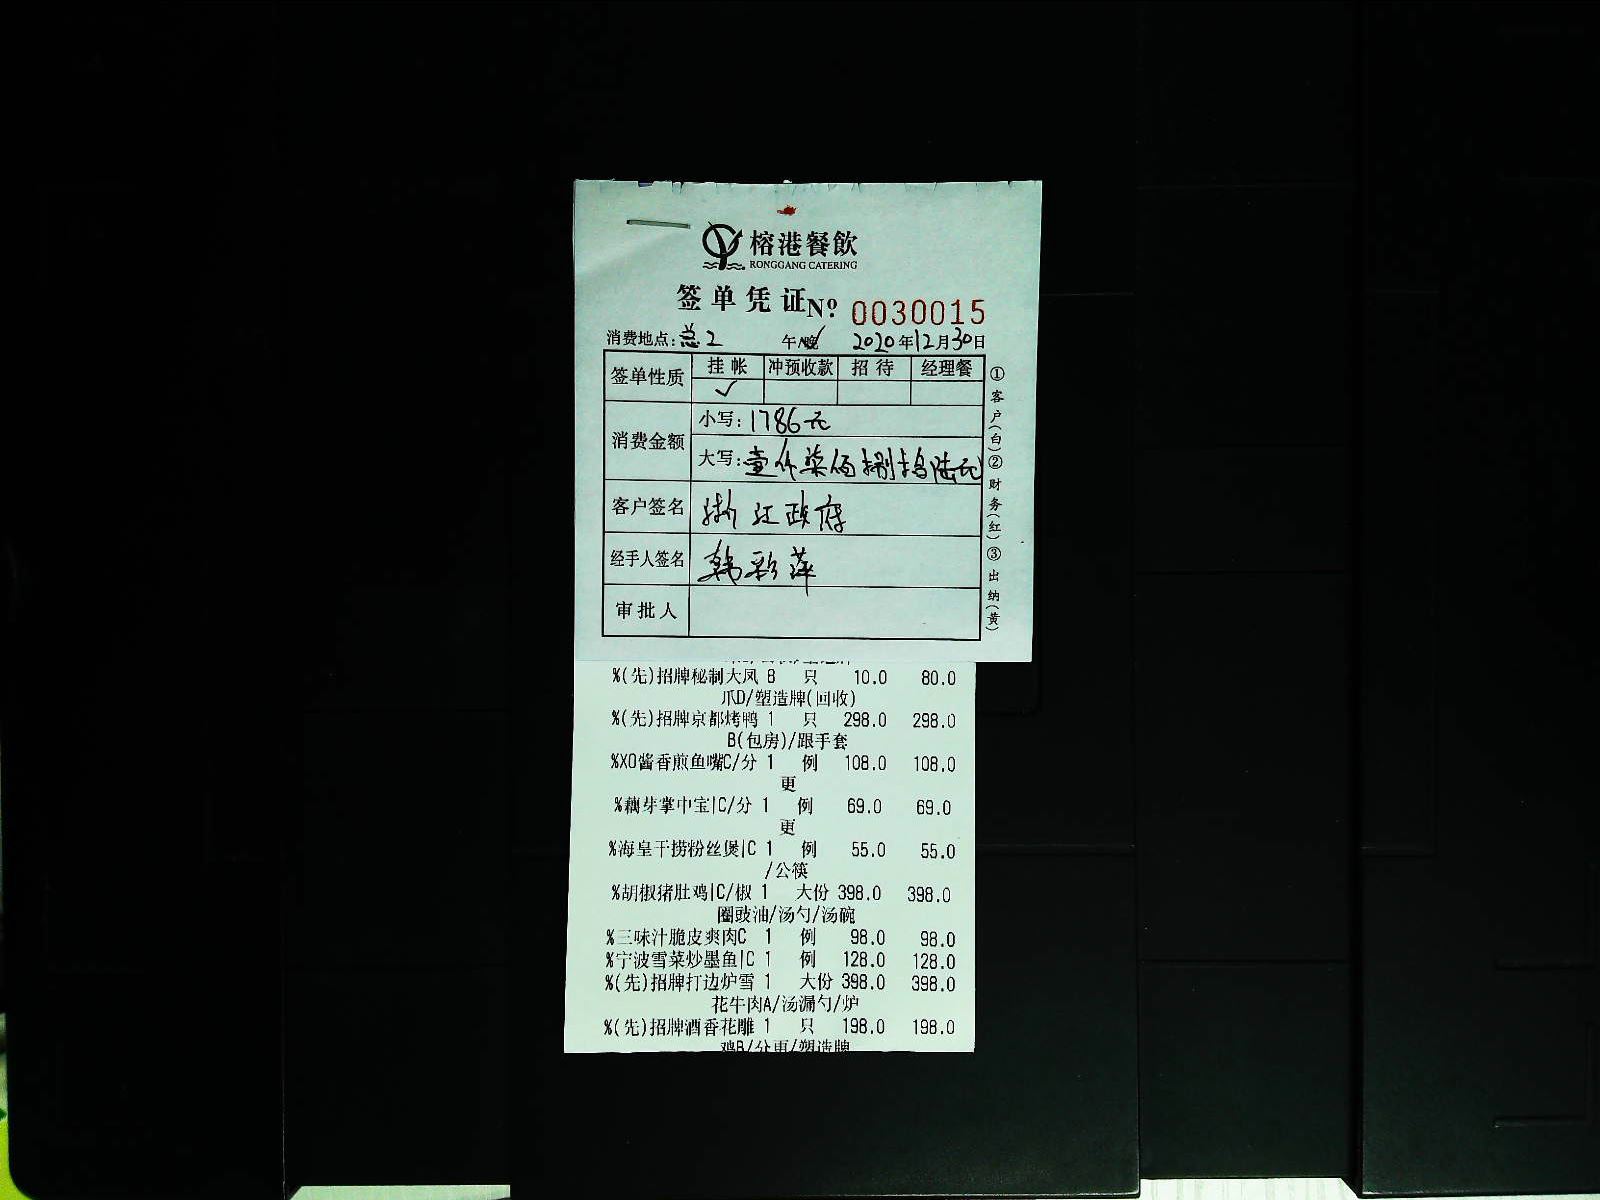 榕港餐飲
RONGGANG CATERING
签单凭证 № 0030015
消费地点:总2 午/晚✓ 2020年12月30日
签单性质 挂帐 冲预收款 招待 经理餐
✓
消费金额 小写:1786元
大写:壹仟柒佰捌拾陆元
客户签名 浙江政府
经手人签名 韩彩萍
审批人
①客户(白)②财务(红)③出纳(黄)
%(先)招牌秘制大凤 8 只 10.0 80.0
爪D/塑造牌(回收)
%(先)招牌京都烤鸭 1 只 298.0 298.0
B(包房)/跟手套
%XO酱香煎鱼嘴C/分 1 例 108.0 108.0
更
%藕芽掌中宝|C/分 1 例 69.0 69.0
更
%海皇干捞粉丝煲|C 1 例 55.0 55.0
/公筷
%胡椒猪肚鸡|C/椒 1 大份 398.0 398.0
圈豉油/汤勺/汤碗
%三味汁脆皮爽肉C 1 例 98.0 98.0
%宁波雪菜炒墨鱼|C 1 例 128.0 128.0
%(先)招牌打边炉雪 1 大份 398.0 398.0
花牛肉A/汤漏勺/炉
%(先)招牌酒香花雕 1 只 198.0 198.0
鸡B/分更/塑造牌